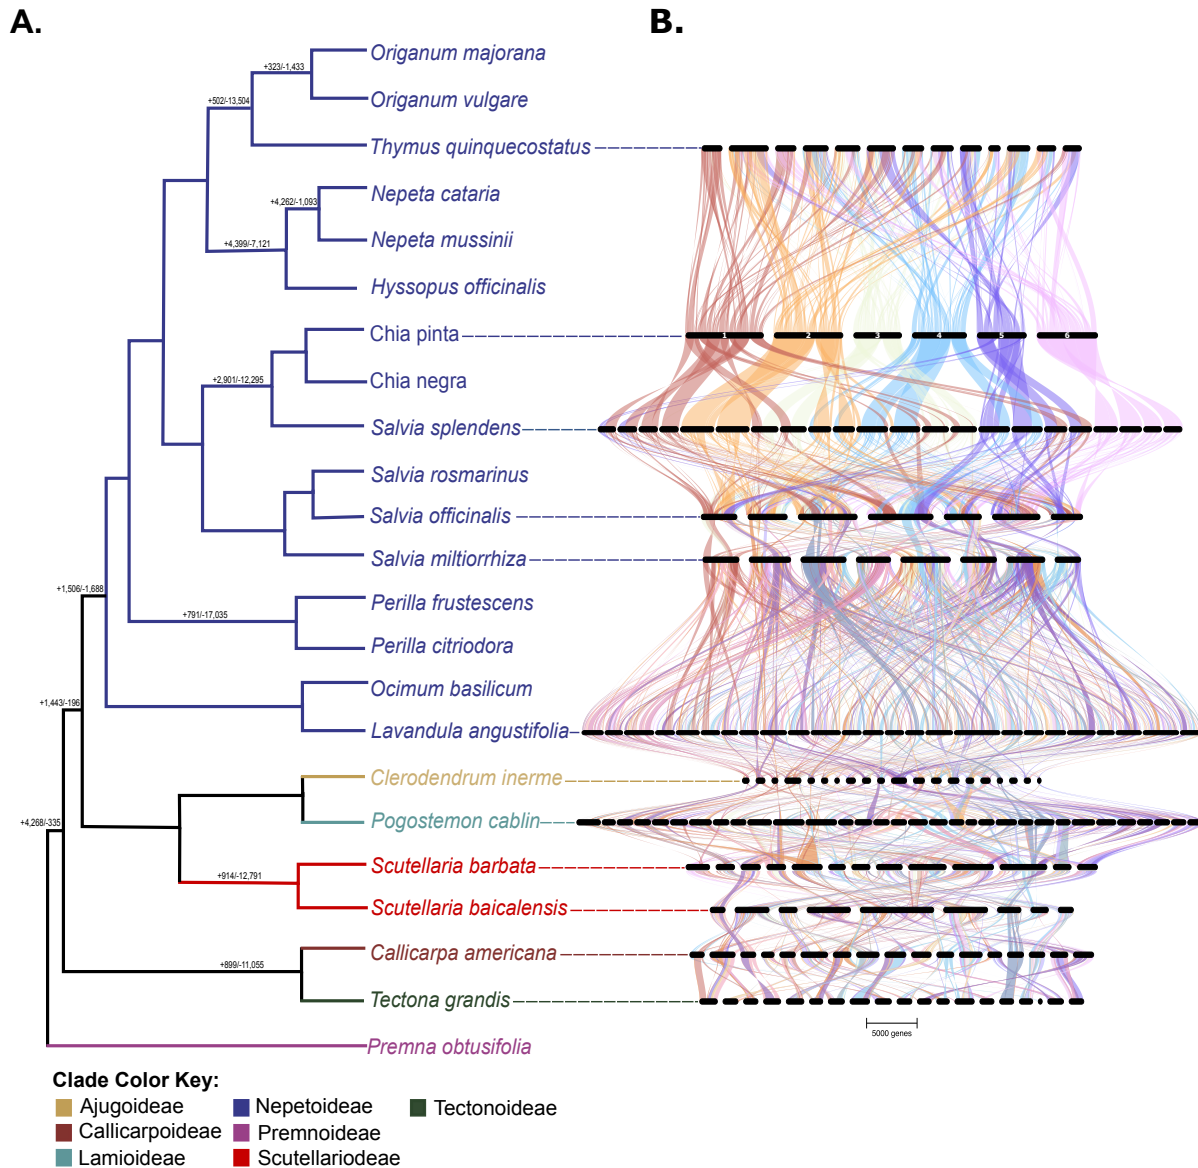 A.
B.
Origanum majorana
+323/-1,433
Origanum vulgare
+502/-13,504
Thymus quinquecostatus
Nepeta cataria
+4,262/-1,093
Nepeta mussinii
+4,399/-7,121
Hyssopus officinalis
Chia pinta
1 2 3 4 5 6
Chia negra
+2,901/-12,295
Salvia splendens
Salvia rosmarinus
Salvia officinalis
Salvia miltiorrhiza
+1,506/-1,688
Perilla frustescens
+791/-17,035
Perilla citriodora
Ocimum basilicum
+1,443/-196
Lavandula angustifolia
Clerodendrum inerme
Pogostemon cablin
+4,268/-335
Scutellaria barbata
+914/-12,791
Scutellaria baicalensis
Callicarpa americana
+899/-11,055
Tectona grandis
5000 genes
Premna obtusifolia
Clade Color Key:
Ajugoideae Nepetoideae Tectonoideae
Callicarpoideae Premnoideae
Lamioideae Scutellariodeae